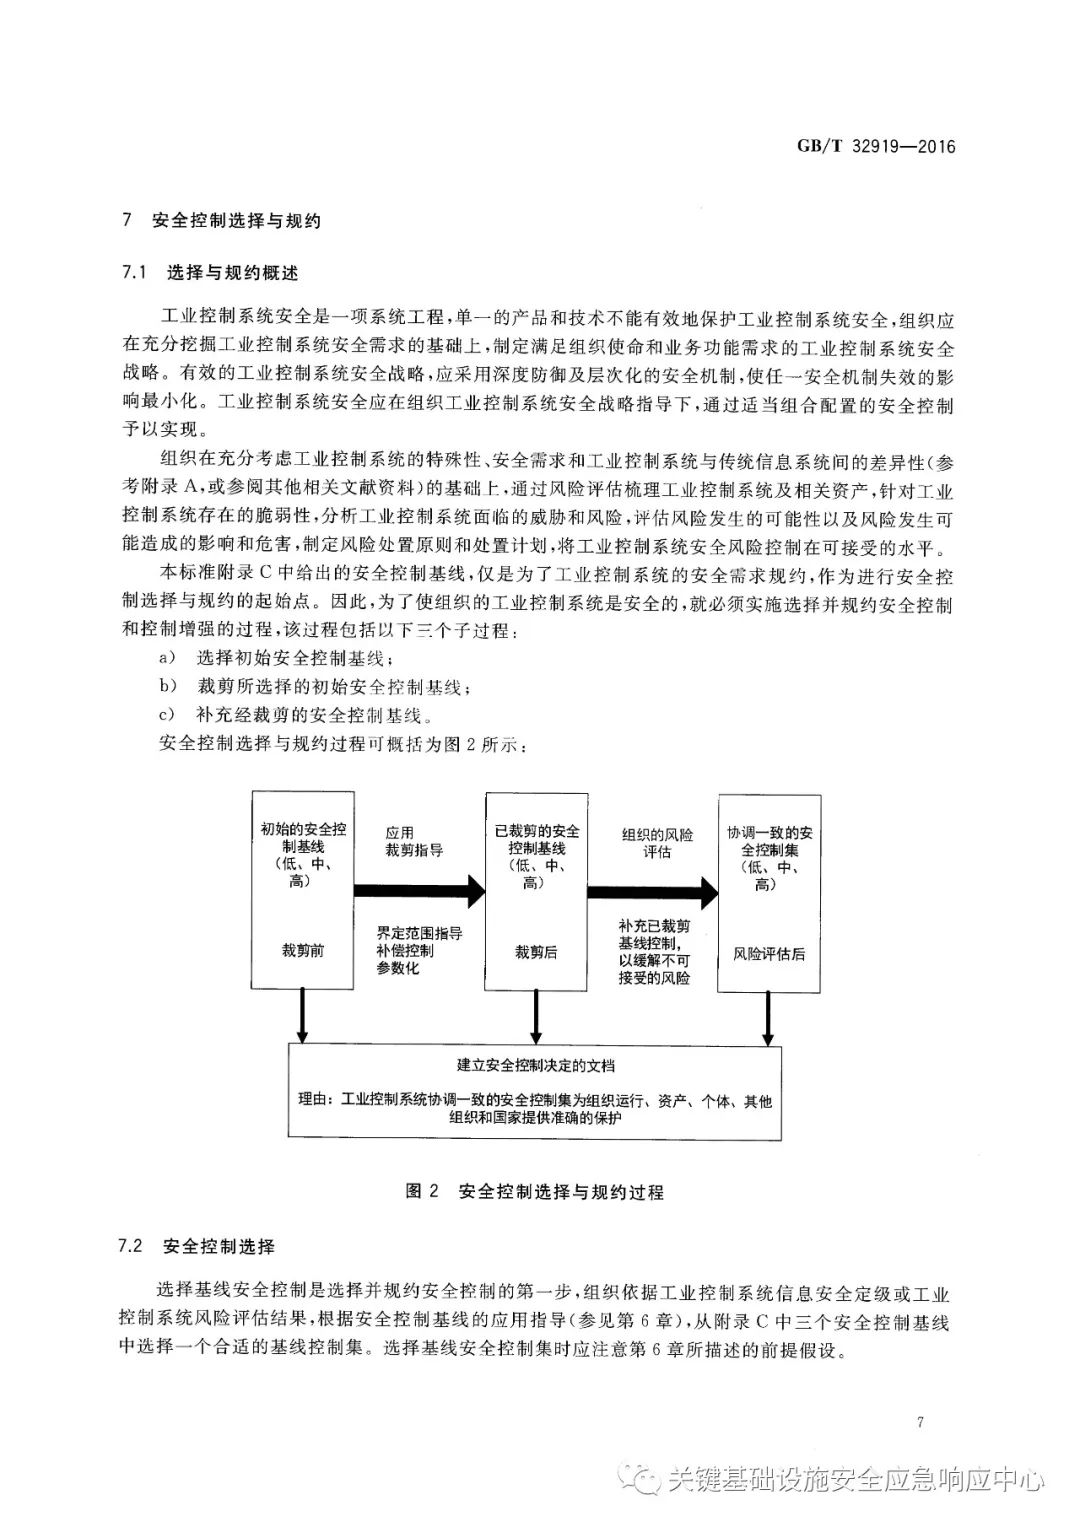 GB/T 32919—2016
7 安全控制选择与规约
7.1 选择与规约概述
工业控制系统安全是一项系统工程,单一的产品和技术不能有效地保护工业控制系统安全,组织应
在充分挖掘工业控制系统安全需求的基础上,制定满足组织使命和业务功能需求的工业控制系统安全
战略。有效的工业控制系统安全战略,应采用深度防御及层次化的安全机制,使任一安全机制失效的影
响最小化。工业控制系统安全应在组织工业控制系统安全战略指导下,通过适当组合配置的安全控制
予以实现。
组织在充分考虑工业控制系统的特殊性、安全需求和工业控制系统与传统信息系统间的差异性(参
考附录 A,或参阅其他相关文献资料)的基础上,通过风险评估梳理工业控制系统及相关资产,针对工业
控制系统存在的脆弱性,分析工业控制系统面临的威胁和风险,评估风险发生的可能性以及风险发生可
能造成的影响和危害,制定风险处置原则和处置计划,将工业控制系统安全风险控制在可接受的水平。
本标准附录 C 中给出的安全控制基线,仅是为了工业控制系统的安全需求规约,作为进行安全控
制选择与规约的起始点。因此,为了使组织的工业控制系统是安全的,就必须实施选择并规约安全控制
和控制增强的过程,该过程包括以下三个子过程:
a) 选择初始安全控制基线;
b) 裁剪所选择的初始安全控制基线;
c) 补充经裁剪的安全控制基线。
安全控制选择与规约过程可概括为图 2 所示:
初始的安全控
制基线
(低、中、
高)
裁剪前
应用
裁剪指导
界定范围指导
补偿控制
参数化
已裁剪的安全
控制基线
(低、中、
高)
裁剪后
组织的风险
评估
补充已裁剪
基线控制,
以缓解不可
接受的风险
协调一致的安
全控制集
(低、中、
高)
风险评估后
建立安全控制决定的文档
理由:工业控制系统协调一致的安全控制集为组织运行、资产、个体、其他
组织和国家提供准确的保护
图 2 安全控制选择与规约过程
7.2 安全控制选择
选择基线安全控制是选择并规约安全控制的第一步,组织依据工业控制系统信息安全定级或工业
控制系统风险评估结果,根据安全控制基线的应用指导(参见第 6 章),从附录 C 中三个安全控制基线
中选择一个合适的基线控制集。选择基线安全控制集时应注意第 6 章所描述的前提假设。
7
关键基础设施安全应急响应中心